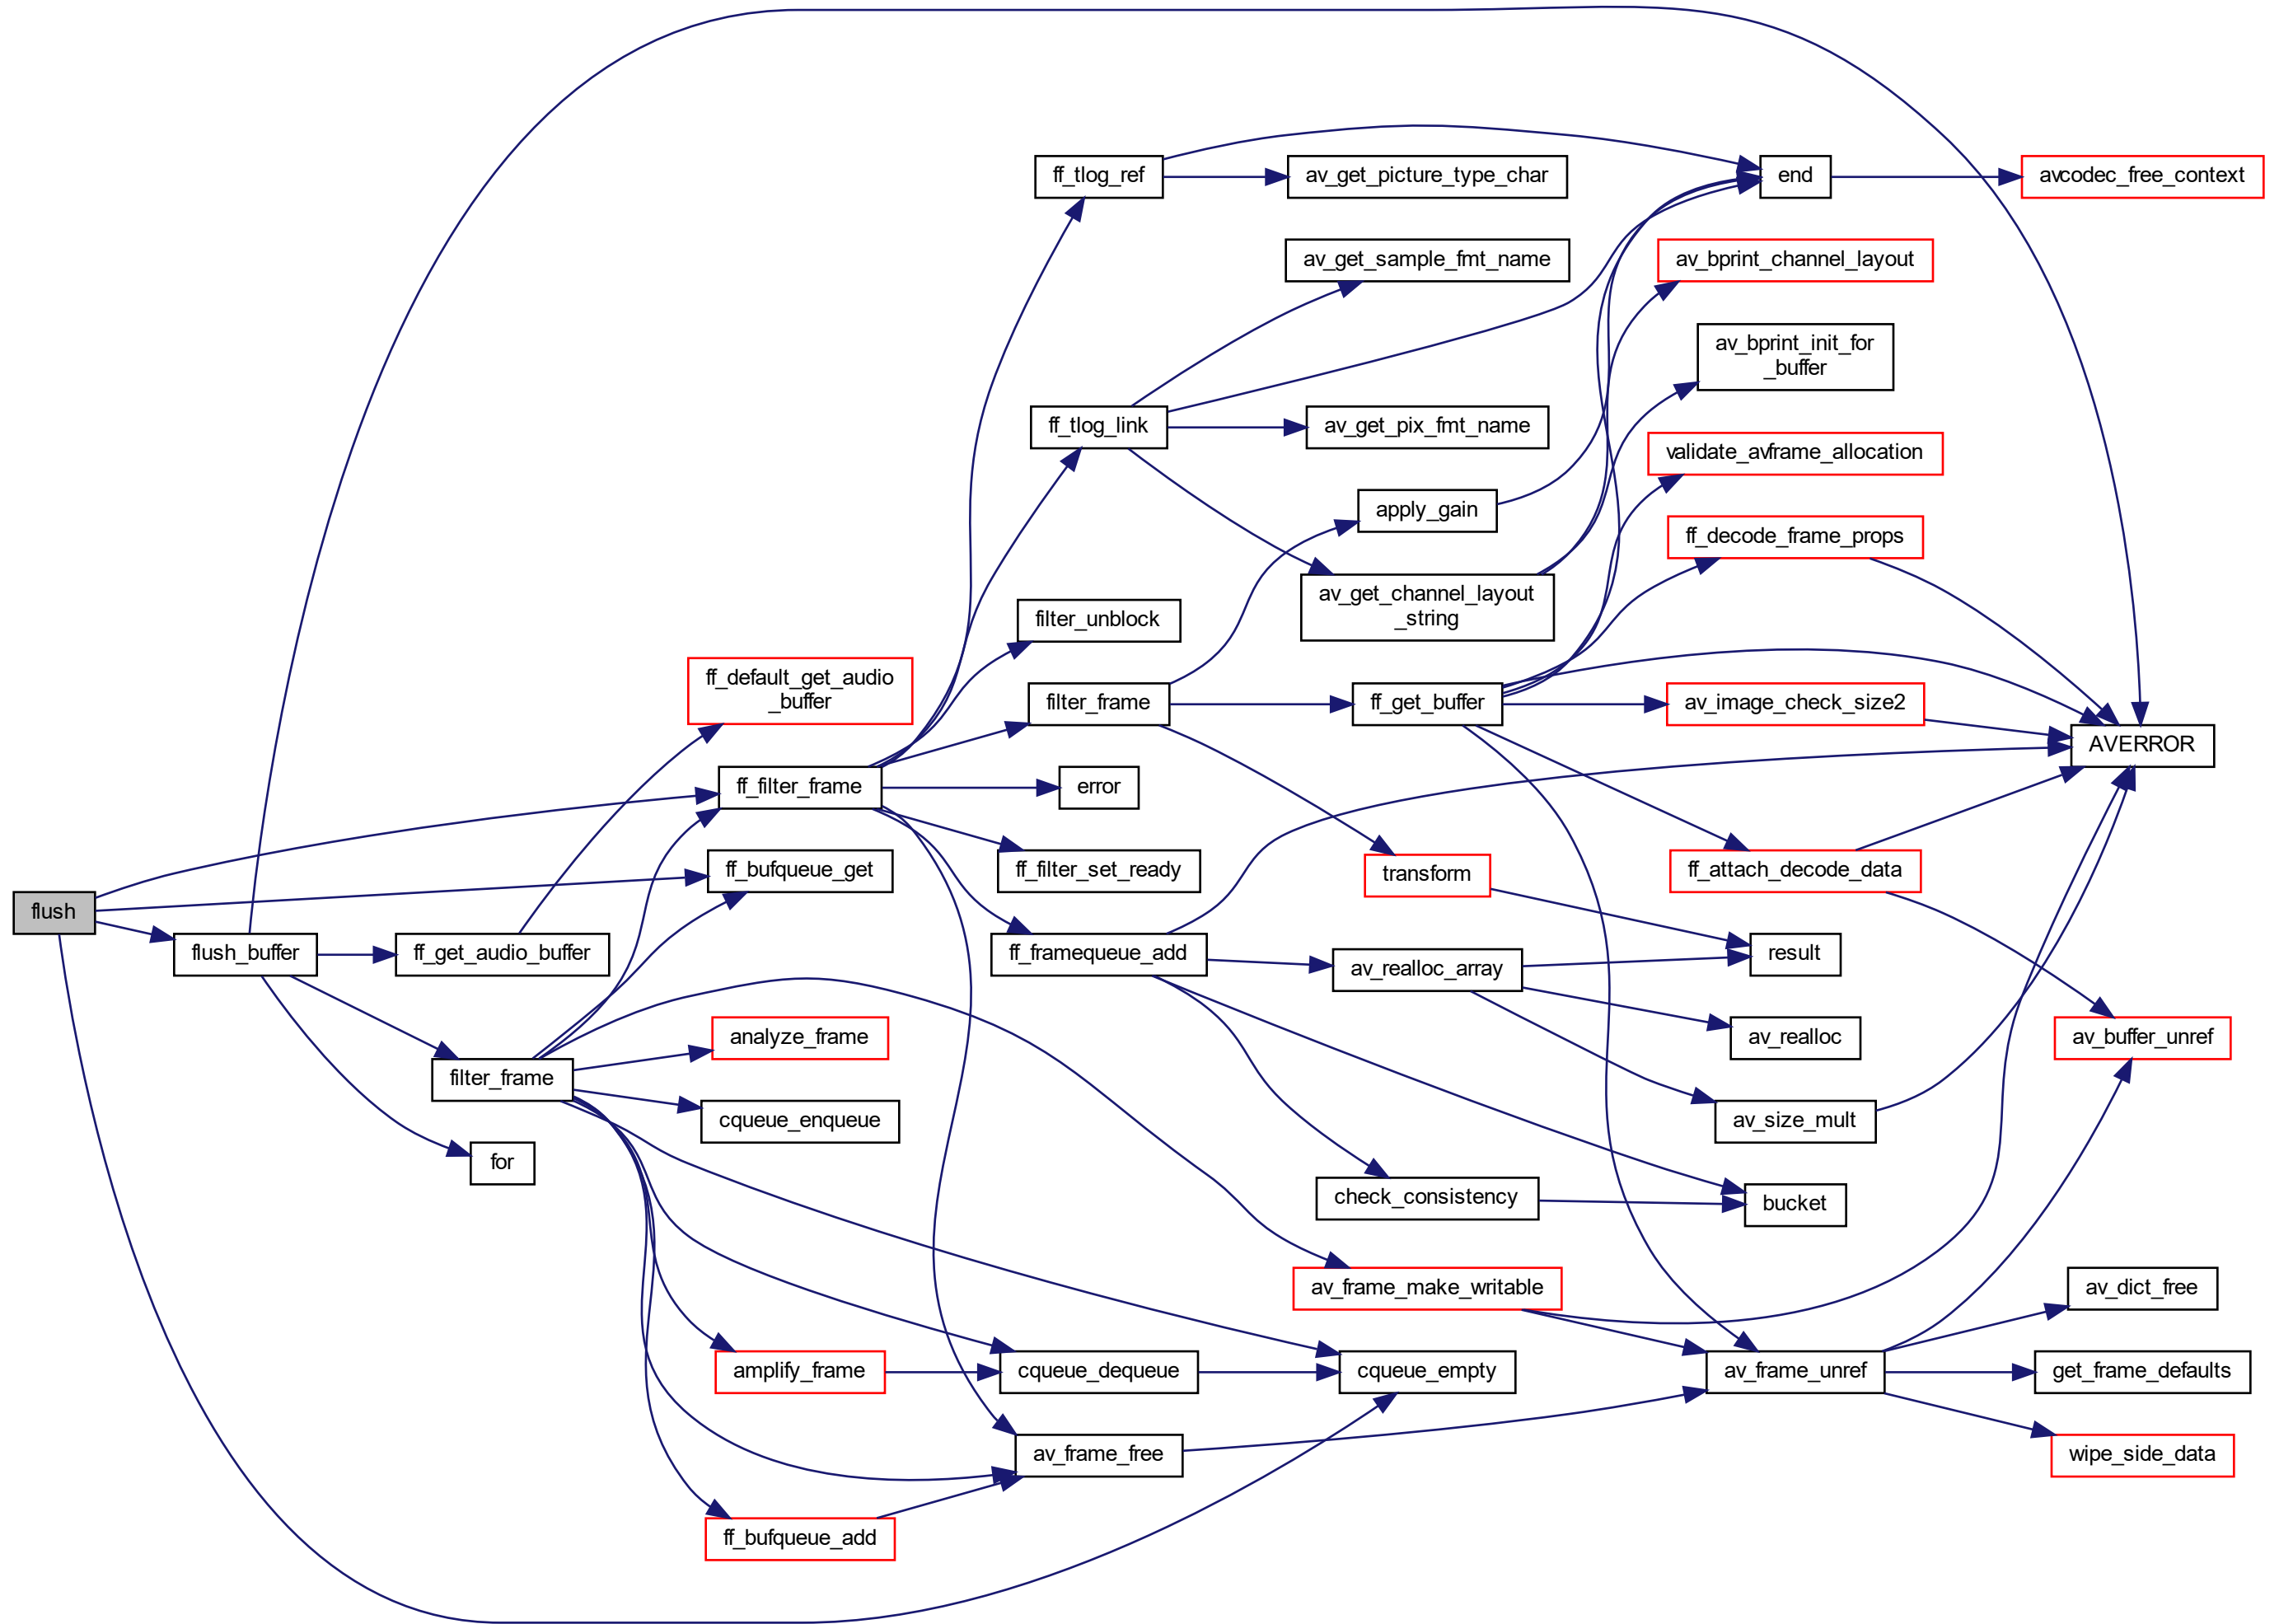 ff_tlog_ref
av_get_picture_type_char
end
avcodec_free_context
av_get_sample_fmt_name
av_bprint_channel_layout
av_bprint_init_for
_buffer
ff_tlog_link
av_get_pix_fmt_name
validate_avframe_allocation
apply_gain
ff_decode_frame_props
av_get_channel_layout
_string
filter_unblock
ff_default_get_audio
_buffer
filter_frame
ff_get_buffer
av_image_check_size2
AVERROR
ff_filter_frame
error
ff_bufqueue_get
ff_filter_set_ready
transform
ff_attach_decode_data
flush
flush_buffer
ff_get_audio_buffer
ff_framequeue_add
av_realloc_array
result
analyze_frame
av_realloc
av_buffer_unref
filter_frame
cqueue_enqueue
av_size_mult
for
check_consistency
bucket
av_frame_make_writable
av_dict_free
amplify_frame
cqueue_dequeue
cqueue_empty
av_frame_unref
get_frame_defaults
av_frame_free
wipe_side_data
ff_bufqueue_add